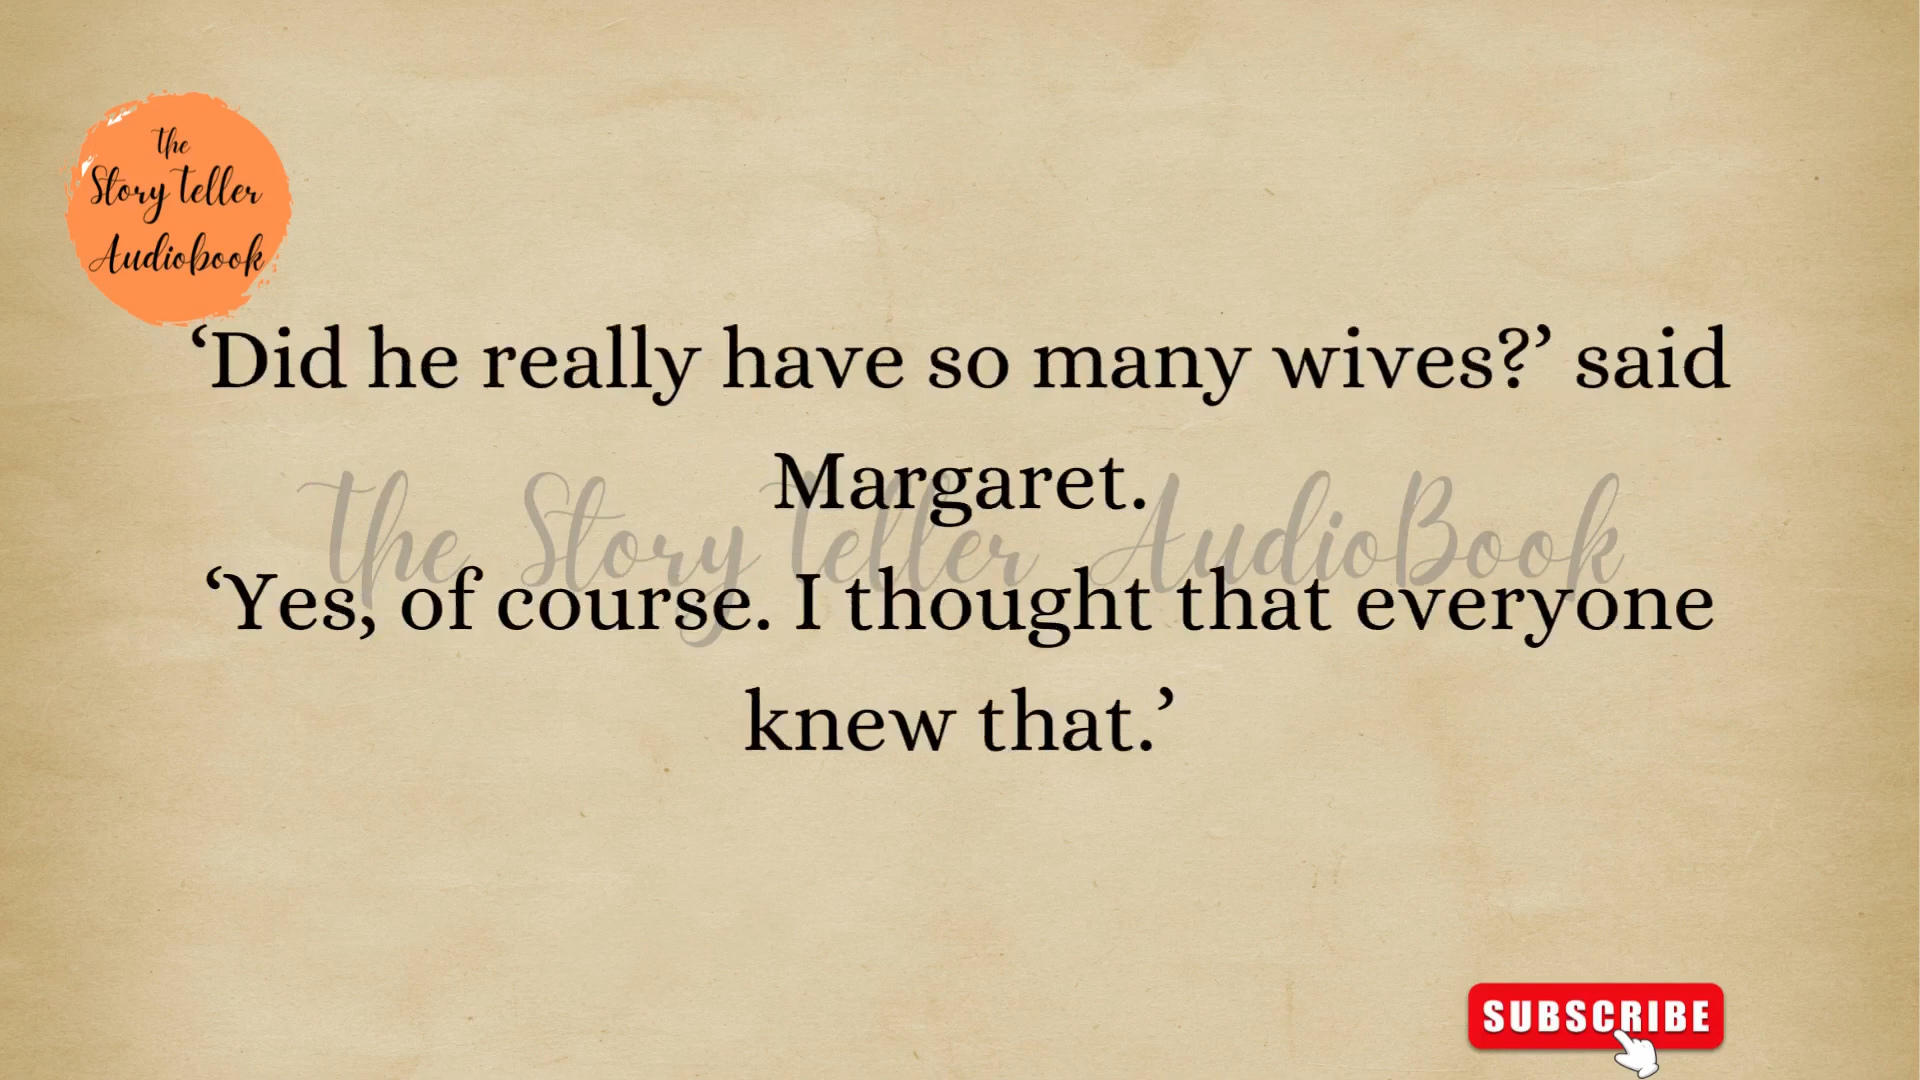 the
Story Teller
Audiobook
‘Did he really have so many wives?’ said
Margaret.
the Story Teller AudioBook
‘Yes, of course. I thought that everyone
knew that.’
SUBSCRIBE